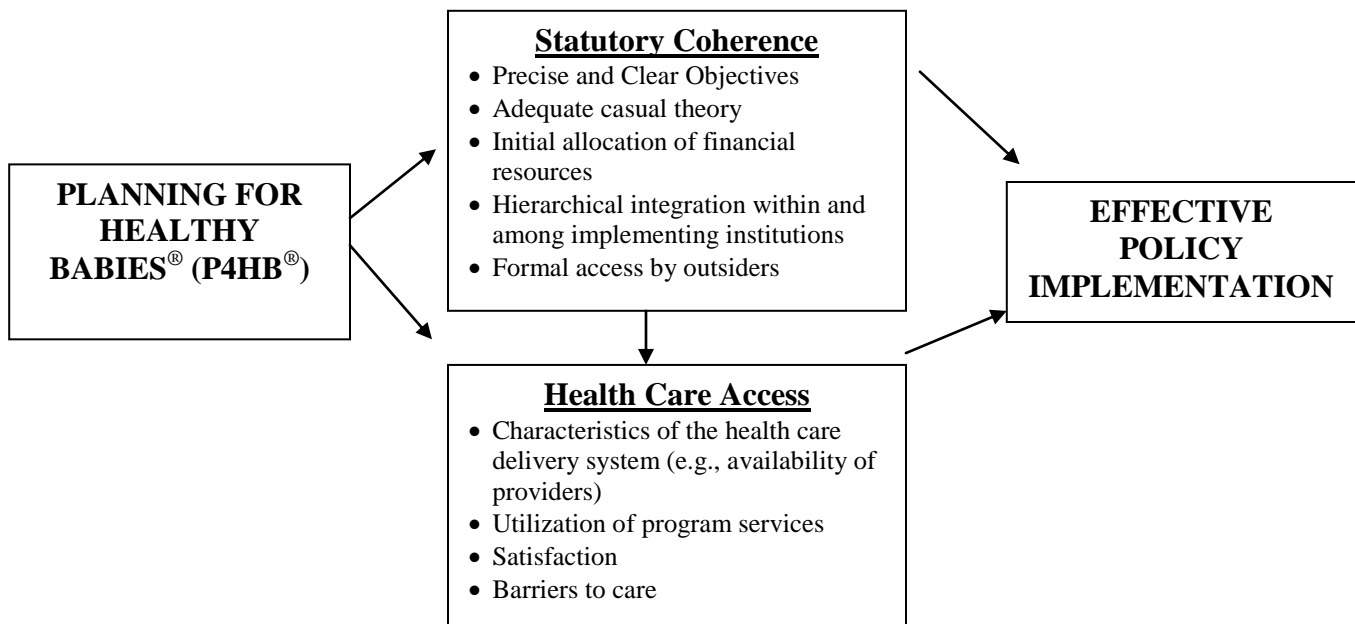 Statutory Coherence
• Precise and Clear Objectives
• Adequate casual theory
• Initial allocation of financial
resources
• Hierarchical integration within and
among implementing institutions
• Formal access by outsiders
PLANNING FOR
HEALTHY
BABIES® (P4HB®)
EFFECTIVE
POLICY
IMPLEMENTATION
Health Care Access
• Characteristics of the health care
delivery system (e.g., availability of
providers)
• Utilization of program services
• Satisfaction
• Barriers to care